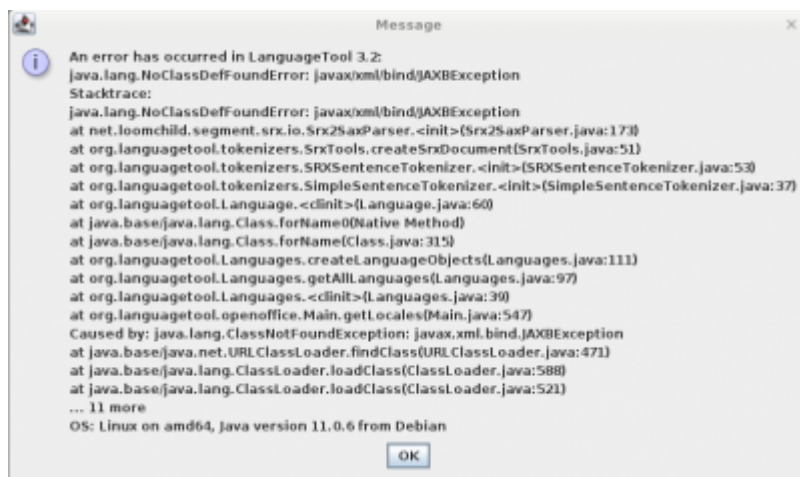 Message
An error has occurred in LanguageTool 3.2:
java.lang.NoClassDefFoundError: javax/xml/bind/JAXBException
Stacktrace:
java.lang.NoClassDefFoundError: javax/xml/bind/JAXBException
at net.loomchild.segment.srx.io.Srx2SaxParser.<init>(Srx2SaxParser.java:173)
at org.languagetool.tokenizers.SrxTools.createSrxDocument(SrxTools.java:51)
at org.languagetool.tokenizers.SRXSentenceTokenizer.<init>(SRXSentenceTokenizer.java:53)
at org.languagetool.tokenizers.SimpleSentenceTokenizer.<init>(SimpleSentenceTokenizer.java:37)
at org.languagetool.Language.<clinit>(Language.java:60)
at java.base/java.lang.Class.forName0(Native Method)
at java.base/java.lang.Class.forName(Class.java:315)
at org.languagetool.Languages.createLanguageObjects(Languages.java:111)
at org.languagetool.Languages.getAllLanguages(Languages.java:97)
at org.languagetool.Languages.<clinit>(Languages.java:39)
at org.languagetool.openoffice.Main.getLocales(Main.java:547)
Caused by: java.lang.ClassNotFoundException: javax.xml.bind.JAXBException
at java.base/java.net.URLClassLoader.findClass(URLClassLoader.java:471)
at java.base/java.lang.ClassLoader.loadClass(ClassLoader.java:588)
at java.base/java.lang.ClassLoader.loadClass(ClassLoader.java:521)
... 11 more
OS: Linux on amd64, Java version 11.0.6 from Debian
OK